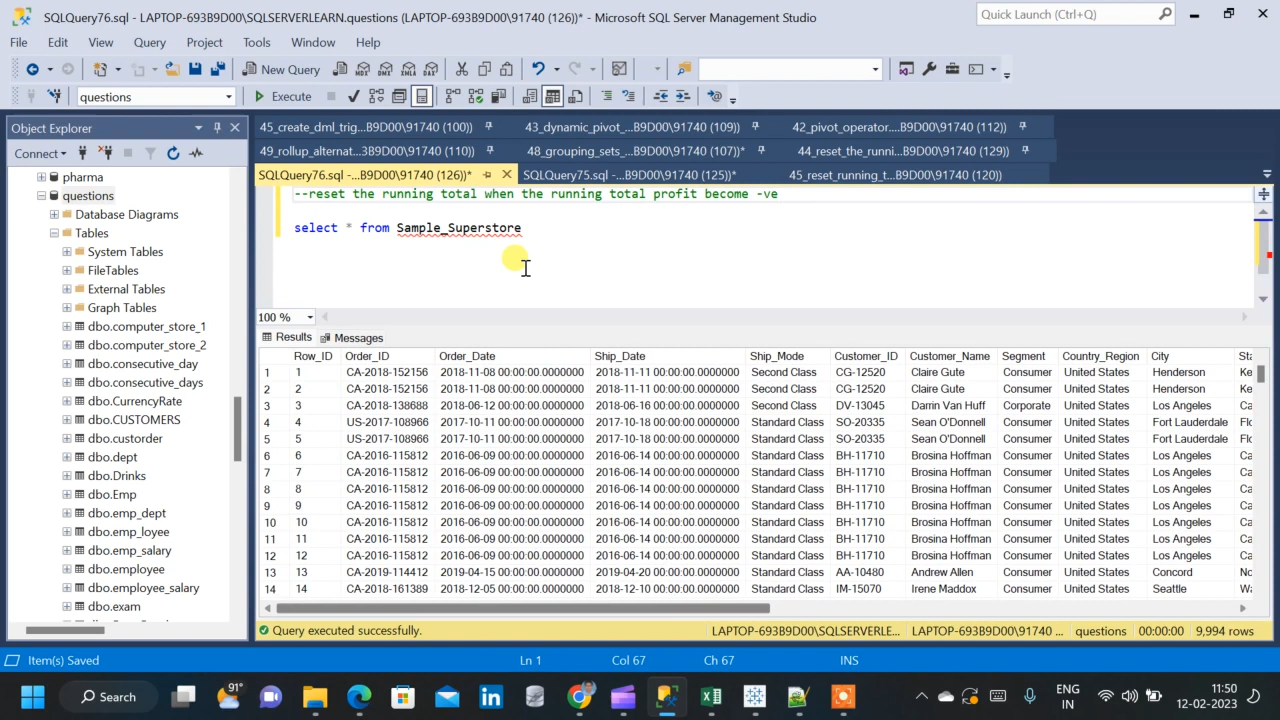 SQLQuery76.sql - LAPTOP-693B9D00\SQLSERVERLEARN.questions (LAPTOP-693B9D00\91740 (126))* - Microsoft SQL Server Management Studio
Quick Launch (Ctrl+Q)
File Edit View Query Project Tools Window Help
New Query MDX DMX XMLA DAX
questions Execute
Object Explorer
Connect
pharma
questions
Database Diagrams
Tables
System Tables
FileTables
External Tables
Graph Tables
dbo.computer_store_1
dbo.computer_store_2
dbo.consecutive_day
dbo.consecutive_days
dbo.CurrencyRate
dbo.CUSTOMERS
dbo.custorder
dbo.dept
dbo.Drinks
dbo.Emp
dbo.emp_dept
dbo.emp_loyee
dbo.emp_salary
dbo.employee
dbo.employee_salary
dbo.exam
45_create_dml_trig...B9D00\91740 (100)) 43_dynamic_pivot_...B9D00\91740 (109)) 42_pivot_operator....B9D00\91740 (112))
49_rollup_alternat...3B9D00\91740 (110)) 48_grouping_sets_...B9D00\91740 (107))* 44_reset_the_runni...B9D00\91740 (129))
SQLQuery76.sql -...B9D00\91740 (126))* SQLQuery75.sql -...B9D00\91740 (125))* 45_reset_running_t...B9D00\91740 (120))
--reset the running total when the running total profit become -ve
select * from Sample_Superstore
100 %
Results Messages
Row_ID Order_ID Order_Date Ship_Date Ship_Mode Customer_ID Customer_Name Segment Country_Region City Sta
1 1 CA-2018-152156 2018-11-08 00:00:00.0000000 2018-11-11 00:00:00.0000000 Second Class CG-12520 Claire Gute Consumer United States Henderson Ke
2 2 CA-2018-152156 2018-11-08 00:00:00.0000000 2018-11-11 00:00:00.0000000 Second Class CG-12520 Claire Gute Consumer United States Henderson Ke
3 3 CA-2018-138688 2018-06-12 00:00:00.0000000 2018-06-16 00:00:00.0000000 Second Class DV-13045 Darrin Van Huff Corporate United States Los Angeles Ca
4 4 US-2017-108966 2017-10-11 00:00:00.0000000 2017-10-18 00:00:00.0000000 Standard Class SO-20335 Sean O'Donnell Consumer United States Fort Lauderdale Flo
5 5 US-2017-108966 2017-10-11 00:00:00.0000000 2017-10-18 00:00:00.0000000 Standard Class SO-20335 Sean O'Donnell Consumer United States Fort Lauderdale Flo
6 6 CA-2016-115812 2016-06-09 00:00:00.0000000 2016-06-14 00:00:00.0000000 Standard Class BH-11710 Brosina Hoffman Consumer United States Los Angeles Ca
7 7 CA-2016-115812 2016-06-09 00:00:00.0000000 2016-06-14 00:00:00.0000000 Standard Class BH-11710 Brosina Hoffman Consumer United States Los Angeles Ca
8 8 CA-2016-115812 2016-06-09 00:00:00.0000000 2016-06-14 00:00:00.0000000 Standard Class BH-11710 Brosina Hoffman Consumer United States Los Angeles Ca
9 9 CA-2016-115812 2016-06-09 00:00:00.0000000 2016-06-14 00:00:00.0000000 Standard Class BH-11710 Brosina Hoffman Consumer United States Los Angeles Ca
10 10 CA-2016-115812 2016-06-09 00:00:00.0000000 2016-06-14 00:00:00.0000000 Standard Class BH-11710 Brosina Hoffman Consumer United States Los Angeles Ca
11 11 CA-2016-115812 2016-06-09 00:00:00.0000000 2016-06-14 00:00:00.0000000 Standard Class BH-11710 Brosina Hoffman Consumer United States Los Angeles Ca
12 12 CA-2016-115812 2016-06-09 00:00:00.0000000 2016-06-14 00:00:00.0000000 Standard Class BH-11710 Brosina Hoffman Consumer United States Los Angeles Ca
13 13 CA-2019-114412 2019-04-15 00:00:00.0000000 2019-04-20 00:00:00.0000000 Standard Class AA-10480 Andrew Allen Consumer United States Concord No
14 14 CA-2018-161389 2018-12-05 00:00:00.0000000 2018-12-10 00:00:00.0000000 Standard Class IM-15070 Irene Maddox Consumer United States Seattle Wa
Query executed successfully. LAPTOP-693B9D00\SQLSERVERLE... LAPTOP-693B9D00\91740 ... questions 00:00:00 9,994 rows
Item(s) Saved Ln 1 Col 67 Ch 67 INS
91° Search ENG 11:50
IN 12-02-2023